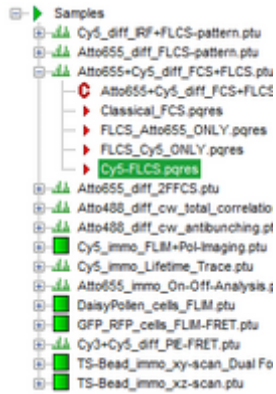 Samples
Cy5_diff_IRF+FLCS-pattern.ptu
Atto655_diff_FLCS-pattern.ptu
Atto655+Cy5_diff_FCS+FLCS.ptu
Atto655+Cy5_diff_FCS+FLCS
Classical_FCS.pqres
FLCS_Atto655_ONLY.pqres
FLCS_Cy5_ONLY.pqres
Cy5-FLCS.pqres
Atto655_diff_2FFCS.ptu
Atto488_diff_cw_total_correlatio
Atto488_diff_cw_antibunching.pt
Cy5_immo_FLIM+Pol-Imaging.ptu
Cy5_immo_Lifetime_Trace.ptu
Atto655_immo_On-Off-Analysis.p
DaisyPollen_cells_FLIM.ptu
GFP_RFP_cells_FLIM-FRET.ptu
Cy3+Cy5_diff_PIE-FRET.ptu
TS-Bead_immo_xy-scan_Dual Fo
TS-Bead_immo_xz-scan.ptu